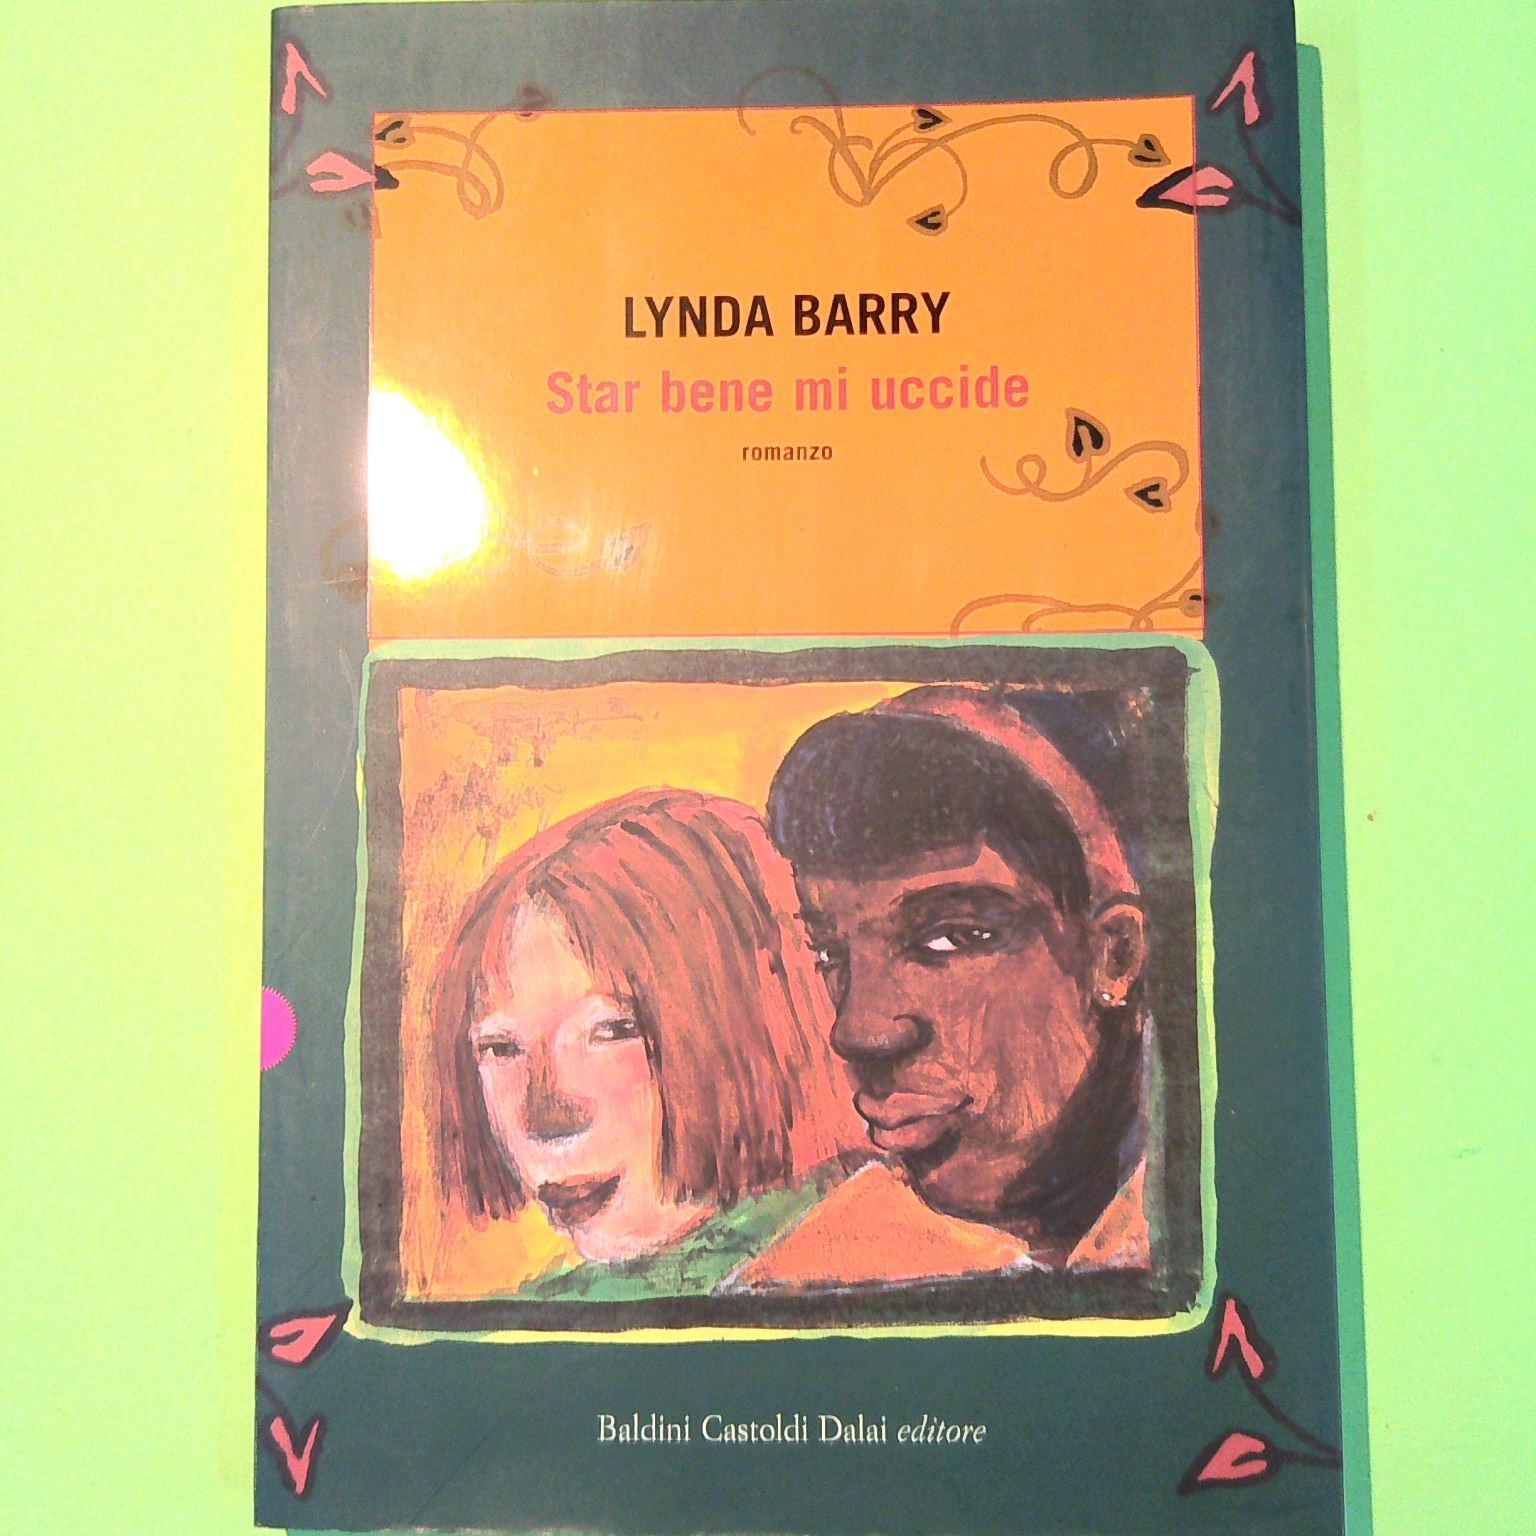 LYNDA BARRY
Star bene mi uccide
romanzo
Baldini Castoldi Dalai editore